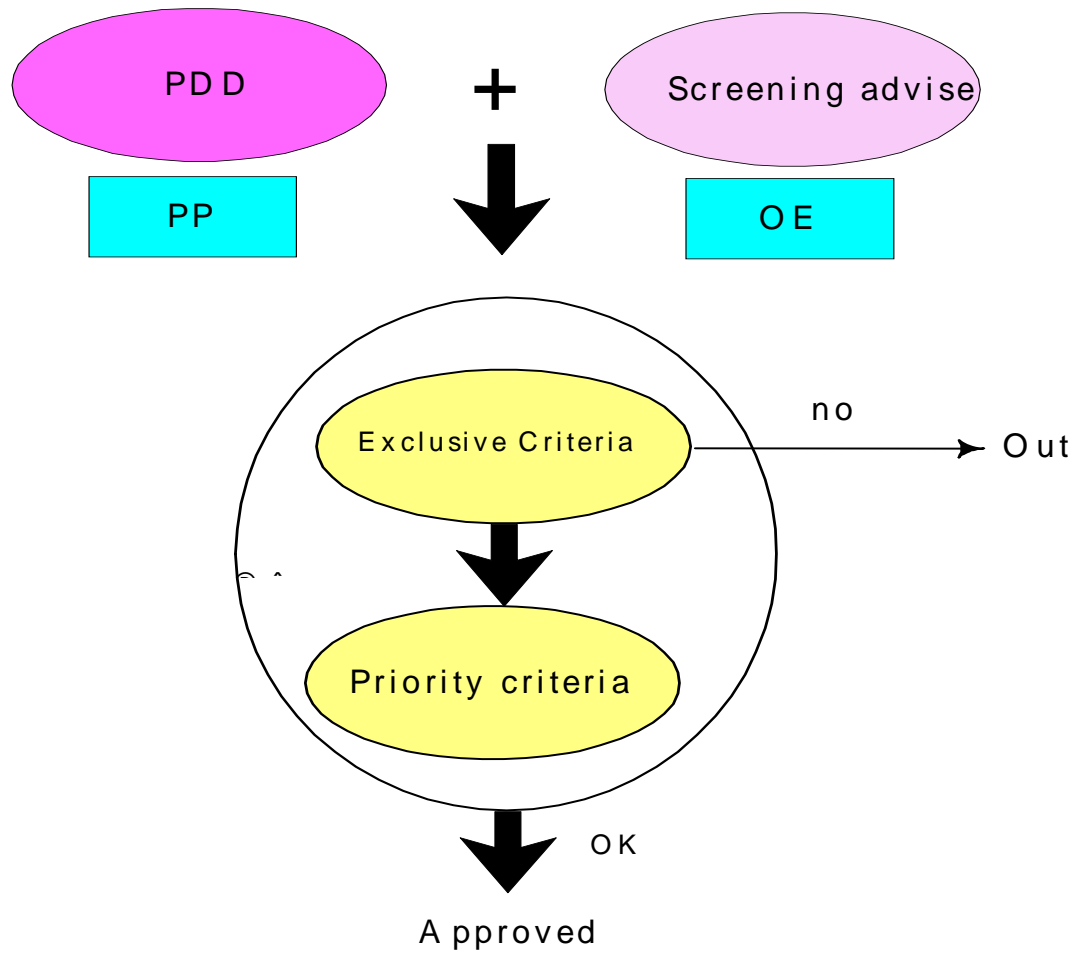 PDD
+
Screening advise
PP
OE
Exclusive Criteria
no
Out
Priority criteria
OK
Approved